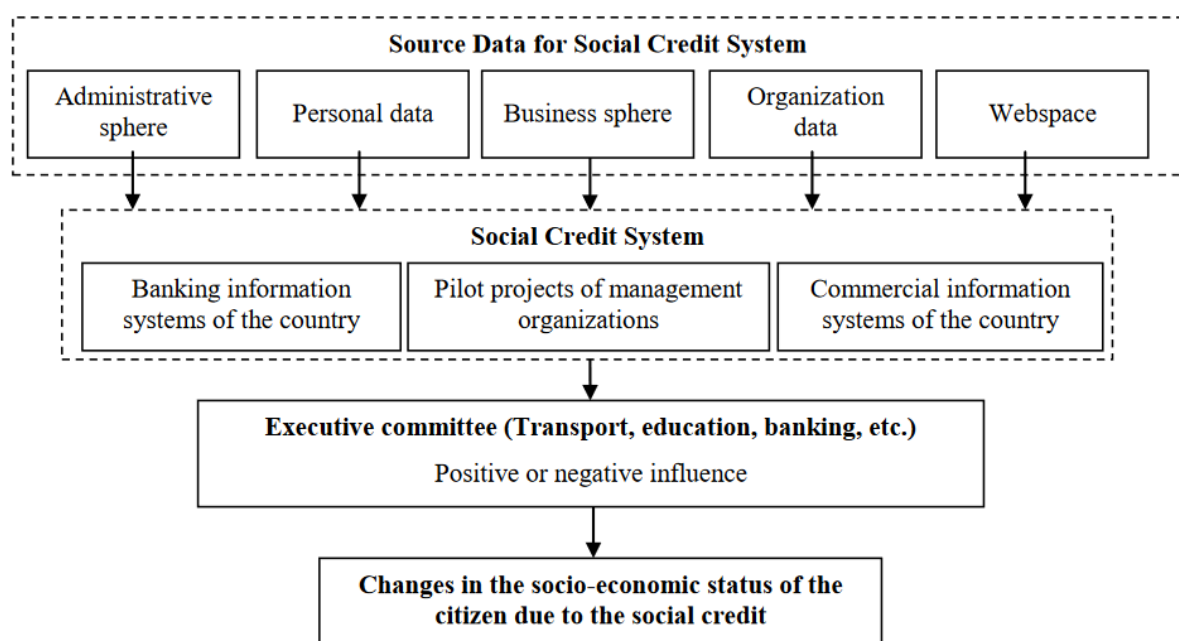 Source Data for Social Credit System
Administrative
sphere
Personal data
Business sphere
Organization
data
Webspace
Social Credit System
Banking information
systems of the country
Pilot projects of management
organizations
Commercial information
systems of the country
Executive committee (Transport, education, banking, etc.)
Positive or negative influence
Changes in the socio-economic status of the
citizen due to the social credit